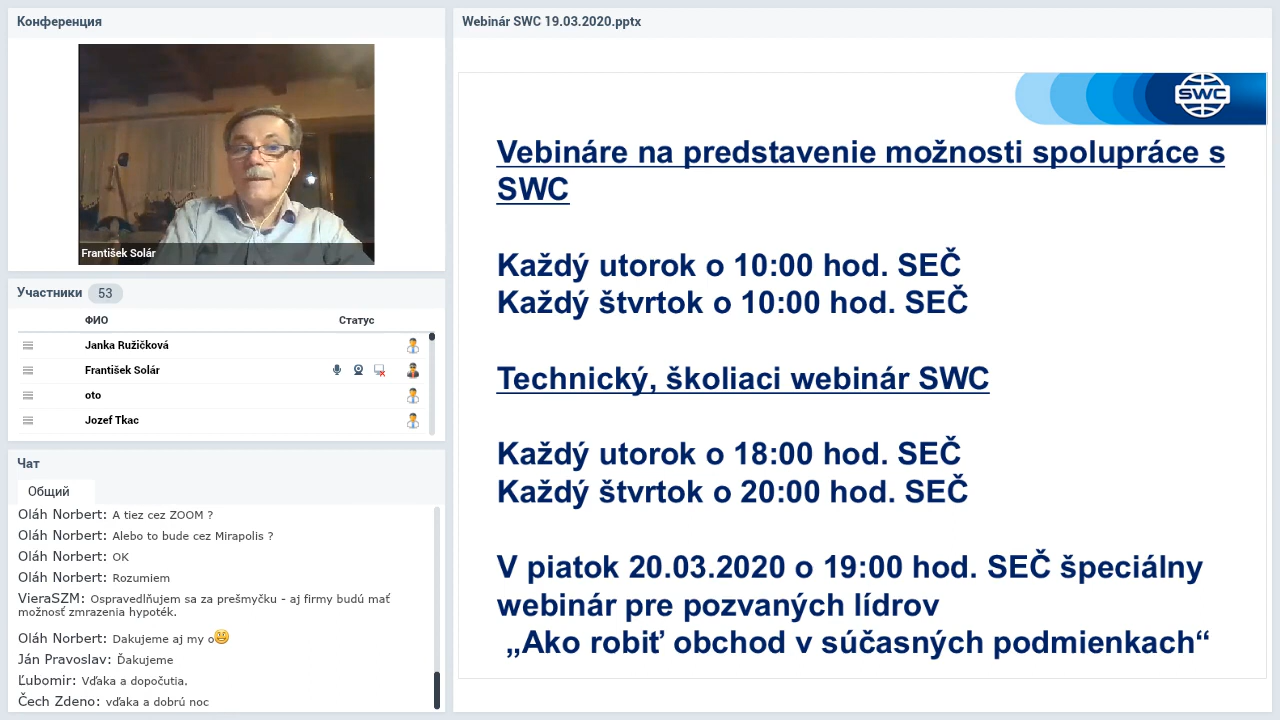 Конференция
František Solár
Участники 53
ФИО Статус
Janka Ružičková
František Solár
oto
Jozef Tkac
Чат
Общий
Oláh Norbert: A tiez cez ZOOM ?
Oláh Norbert: Alebo to bude cez Mirapolis ?
Oláh Norbert: OK
Oláh Norbert: Rozumiem
VieraSZM: Ospravedlňujem sa za prešmyčku - aj firmy budú mať
možnosť zmrazenia hypoték.
Oláh Norbert: Dakujeme aj my o
Ján Pravoslav: Ďakujeme
Ľubomir: Vďaka a dopočutia.
Čech Zdeno: vďaka a dobrú noc
Webinár SWC 19.03.2020.pptx
SWC
Vebináre na predstavenie možnosti spolupráce s
SWC
Každý utorok o 10:00 hod. SEČ
Každý štvrtok o 10:00 hod. SEČ
Technický, školiaci webinár SWC
Každý utorok o 18:00 hod. SEČ
Každý štvrtok o 20:00 hod. SEČ
V piatok 20.03.2020 o 19:00 hod. SEČ špeciálny
webinár pre pozvaných lídrov
„Ako robiť obchod v súčasných podmienkach“